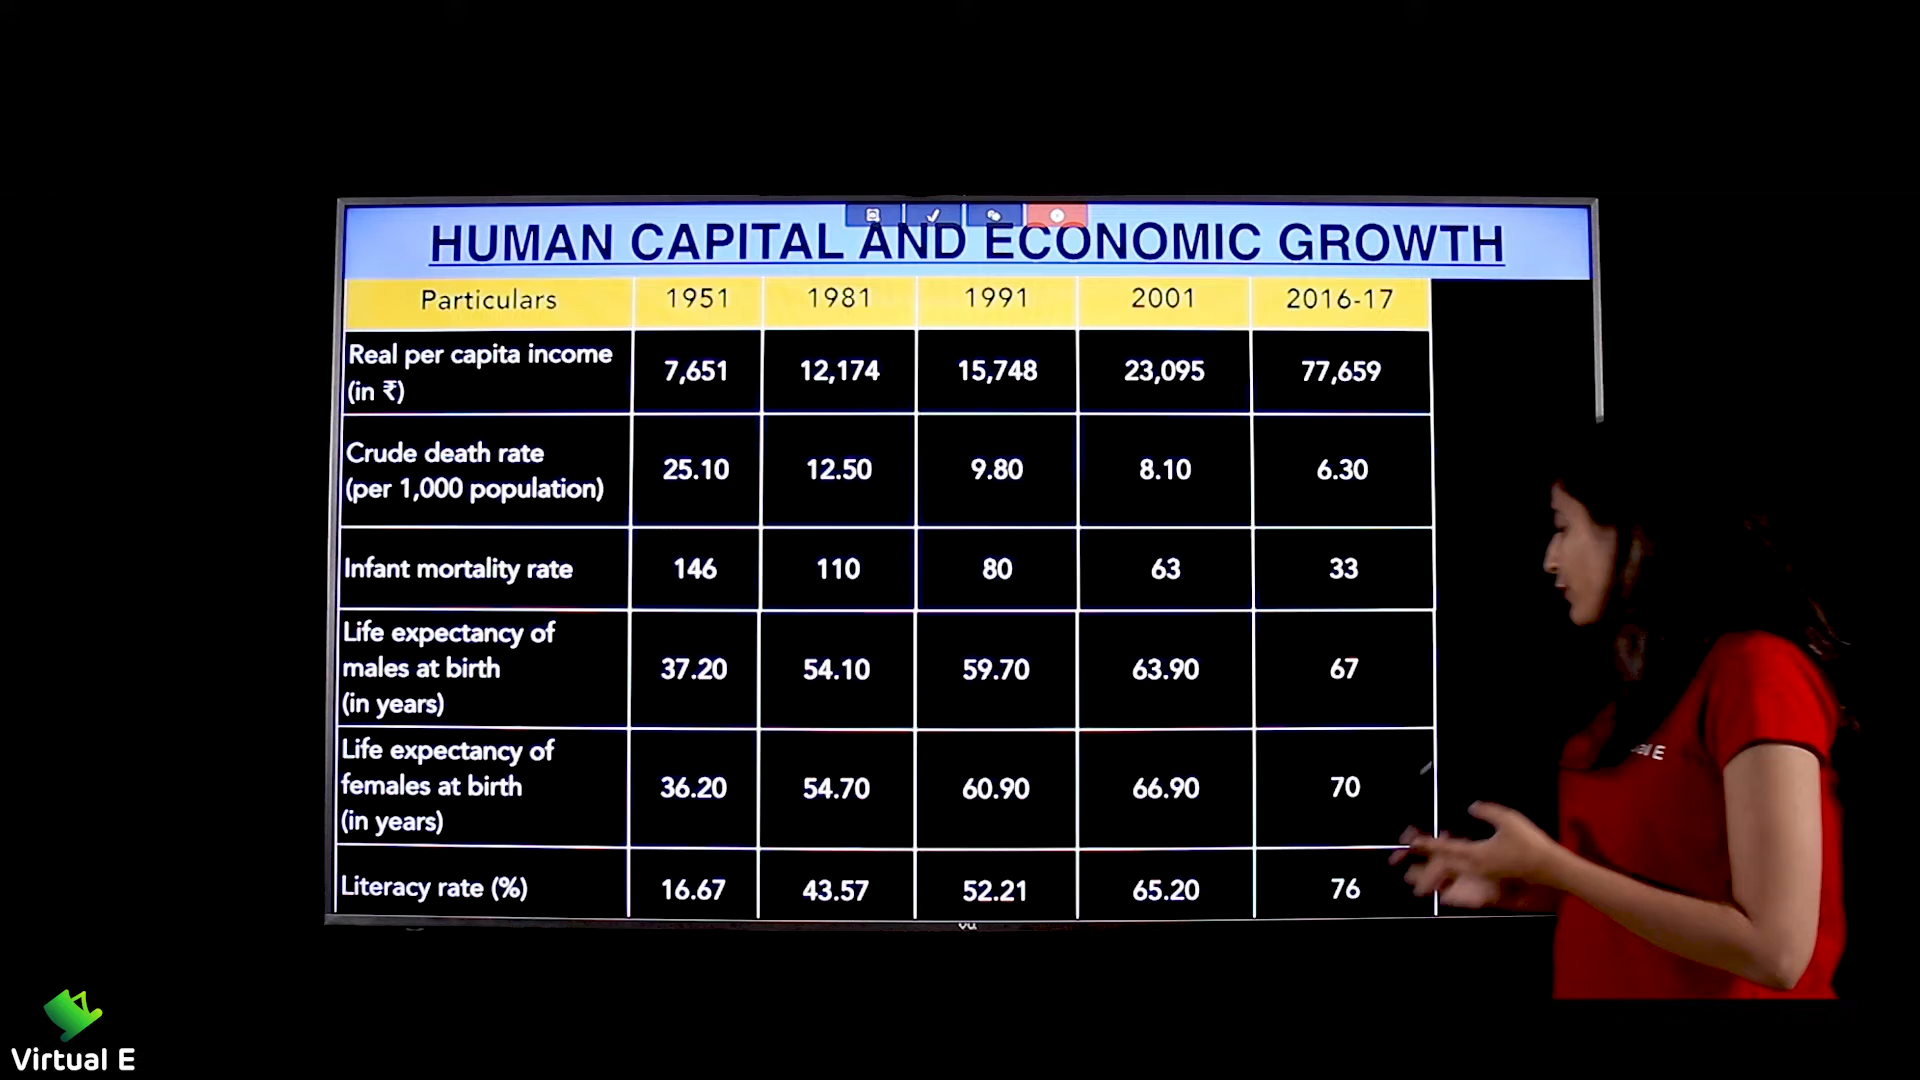 HUMAN CAPITAL AND ECONOMIC GROWTH
Particulars 1951 1981 1991 2001 2016-17
Real per capita income
(in ₹) 7,651 12,174 15,748 23,095 77,659
Crude death rate
(per 1,000 population) 25.10 12.50 9.80 8.10 6.30
Infant mortality rate 146 110 80 63 33
Life expectancy of
males at birth
(in years) 37.20 54.10 59.70 63.90 67
Life expectancy of
females at birth
(in years) 36.20 54.70 60.90 66.90 70
Literacy rate (%) 16.67 43.57 52.21 65.20 76
Virtual E